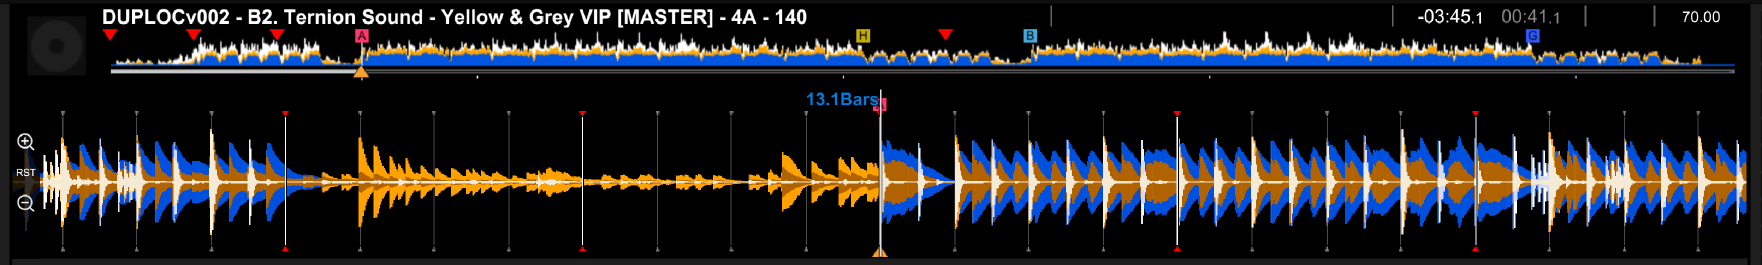 DUPLOCv002 - B2. Ternion Sound - Yellow & Grey VIP [MASTER] - 4A - 140
-03:45.1 00:41.1 70.00
A H B G
13.1Bars
RST